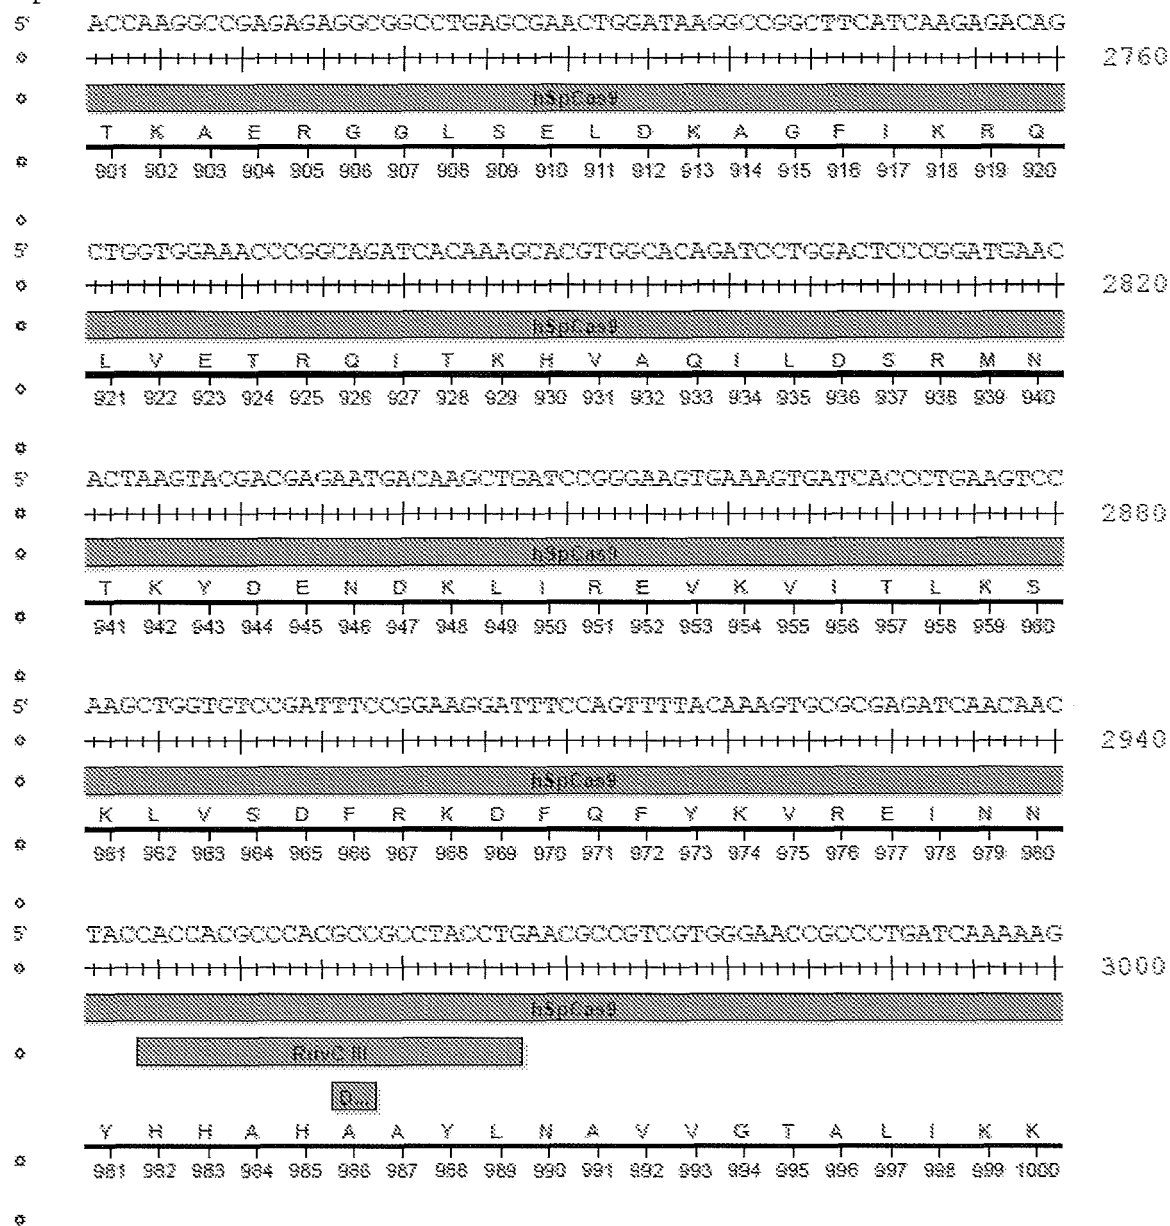 5' ACCAAGGCCGAGAGAGGCGGCCTGAGCGAACTGGATAAGGCCGGCTTCATCAAGAGACAG
2760
hSpCas9
T K A E R G G L S E L D K A G F I K R Q
901 902 903 904 905 906 907 908 909 910 911 912 913 914 915 916 917 918 919 920
5' CTGGTGGAAACCCGGCAGATCACAAAGCACGTGGCACAGATCCTGGACTCCCGGATGAAC
2820
hSpCas9
L V E T R Q I T K H V A Q I L D S R M N
921 922 923 924 925 926 927 928 929 930 931 932 933 934 935 936 937 938 939 940
5' ACTAAGTACGACGAGAATGACAAGCTGATCCGGGAAGTGAAAGTGATCACCCTGAAGTCC
2880
hSpCas9
T K Y D E N D K L I R E V K V I T L K S
941 942 943 944 945 946 947 948 949 950 951 952 953 954 955 956 957 958 959 960
5' AAGCTGGTGTCCGATTTCCGGAAGGATTTCCAGTTTTACAAAGTGCGCGAGATCAACAAC
2940
hSpCas9
K L V S D F R K D F Q F Y K V R E I N N
961 962 963 964 965 966 967 968 969 970 971 972 973 974 975 976 977 978 979 980
5' TACCACCACGCCCACGCCGCCTACCTGAACGCCGTCGTGGGAACCGCCCTGATCAAAAAG
3000
hSpCas9
RuvC III
D...
Y H H A H A A Y L N A V V G T A L I K K
981 982 983 984 985 986 987 988 989 990 991 992 993 994 995 996 997 998 999 1000